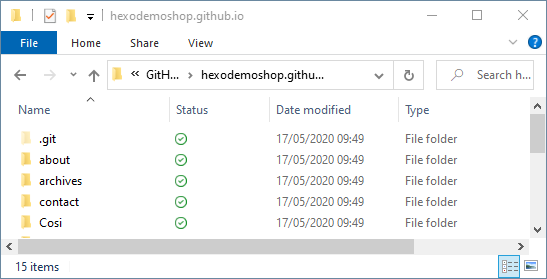 hexodemoshop.github.io
File Home Share View
« GitH... › hexodemoshop.githu... Search h...
Name Status Date modified Type
.git 17/05/2020 09:49 File folder
about 17/05/2020 09:49 File folder
archives 17/05/2020 09:49 File folder
contact 17/05/2020 09:49 File folder
Cosi 17/05/2020 09:49 File folder
15 items